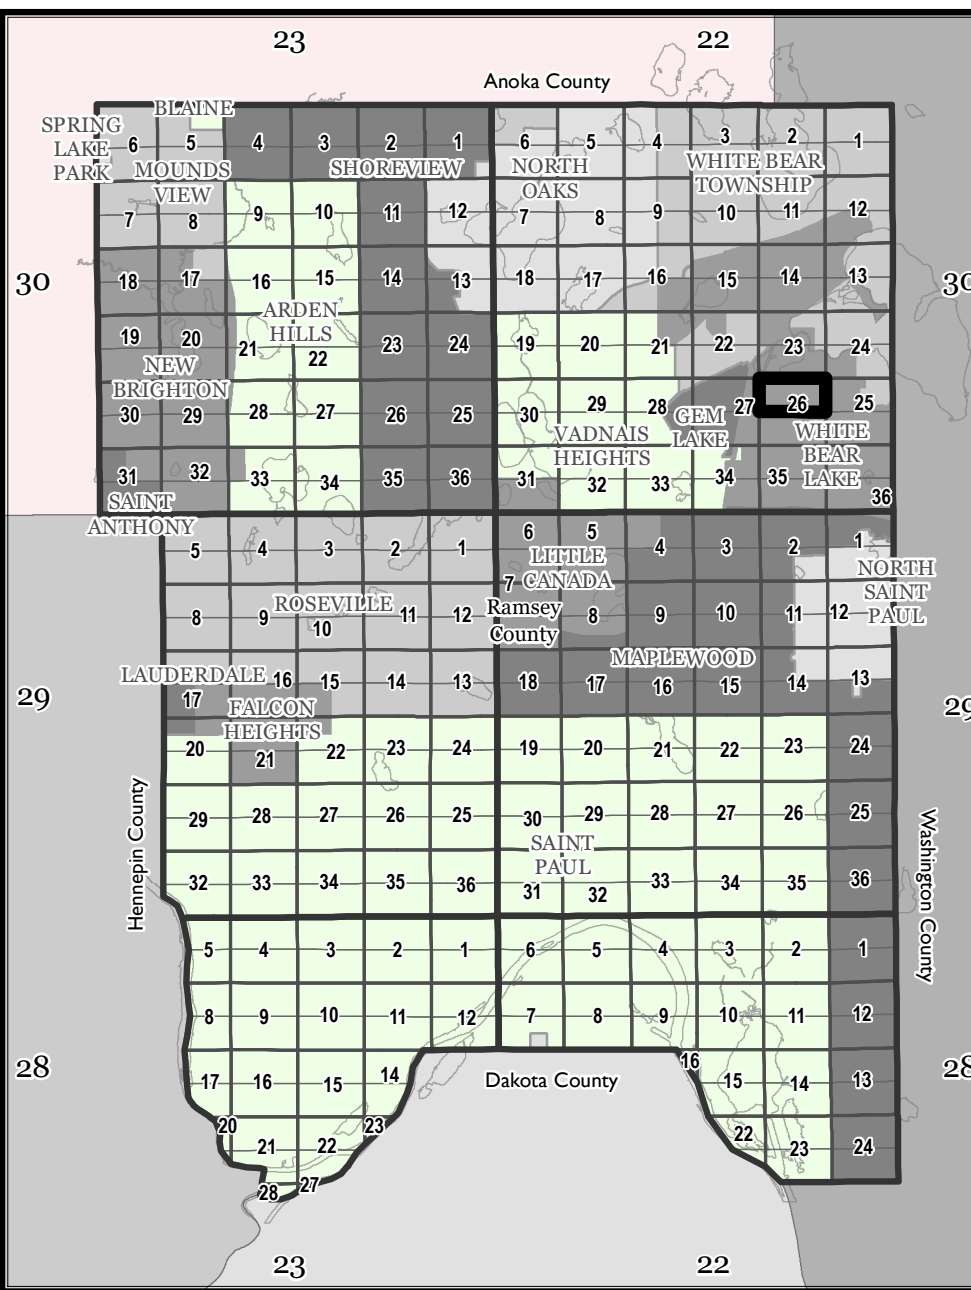 23 22
Anoka County
BLAINE
SPRING
LAKE
PARK
6 5 4 3 2 1 6 5 4 3 2 1
MOUNDS
VIEW
SHOREVIEW
NORTH
OAKS
WHITE BEAR
TOWNSHIP
7 8 9 10 11 12 7 8 9 10 11 12
30 18 17 16 15 14 13 18 17 16 15 14 13 30
ARDEN
HILLS
19 20 21 22 23 24 19 20 21 22 23 24
NEW
BRIGHTON
30 29 28 27 26 25 30 29 28 27 26 25
GEM
LAKE
VADNAIS
HEIGHTS
WHITE
BEAR
LAKE
31 32 33 34 35 36 31 32 33 34 35 36
SAINT
ANTHONY
5 4 3 2 1 6 5 4 3 2 1
LITTLE
CANADA
NORTH
SAINT
PAUL
7
Ramsey
County
ROSEVILLE
8 9 10 11 12 8 9 10 11 12
MAPLEWOOD
LAUDERDALE
29 17 16 15 14 13 18 17 16 15 14 13 29
FALCON
HEIGHTS
20 21 22 23 24 19 20 21 22 23 24
Hennepin County
29 28 27 26 25 30 29 28 27 26 25
Washington County
SAINT
PAUL
32 33 34 35 36 31 32 33 34 35 36
5 4 3 2 1 6 5 4 3 2 1
8 9 10 11 12 7 8 9 10 11 12
28 17 16 15 14 16 15 14 13 28
Dakota County
20 21 22 23 22 23 24
28 27
23 22